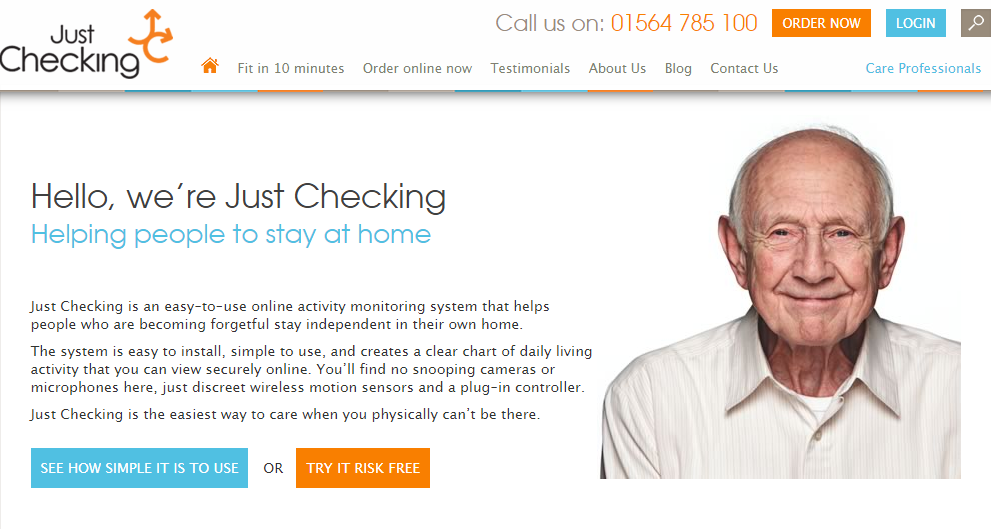 Just
Checking
Call us on: 01564 785 100
ORDER NOW
LOGIN
Fit in 10 minutes
Order online now
Testimonials
About Us
Blog
Contact Us
Care Professionals
Hello, we’re Just Checking
Helping people to stay at home
Just Checking is an easy-to-use online activity monitoring system that helps
people who are becoming forgetful stay independent in their own home.
The system is easy to install, simple to use, and creates a clear chart of daily living
activity that you can view securely online. You’ll find no snooping cameras or
microphones here, just discreet wireless motion sensors and a plug-in controller.
Just Checking is the easiest way to care when you physically can’t be there.
SEE HOW SIMPLE IT IS TO USE
OR
TRY IT RISK FREE